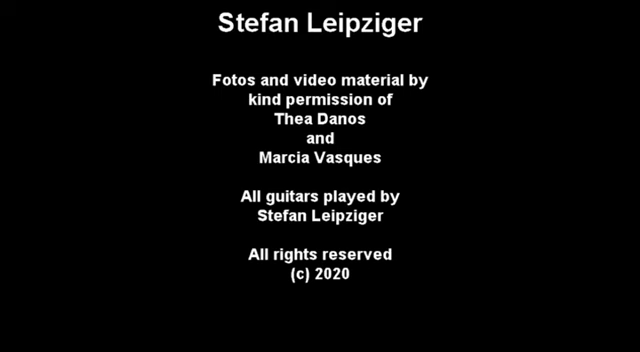 Stefan Leipziger
Fotos and video material by
kind permission of
Thea Danos
and
Marcia Vasques
All guitars played by
Stefan Leipziger
All rights reserved
(c) 2020